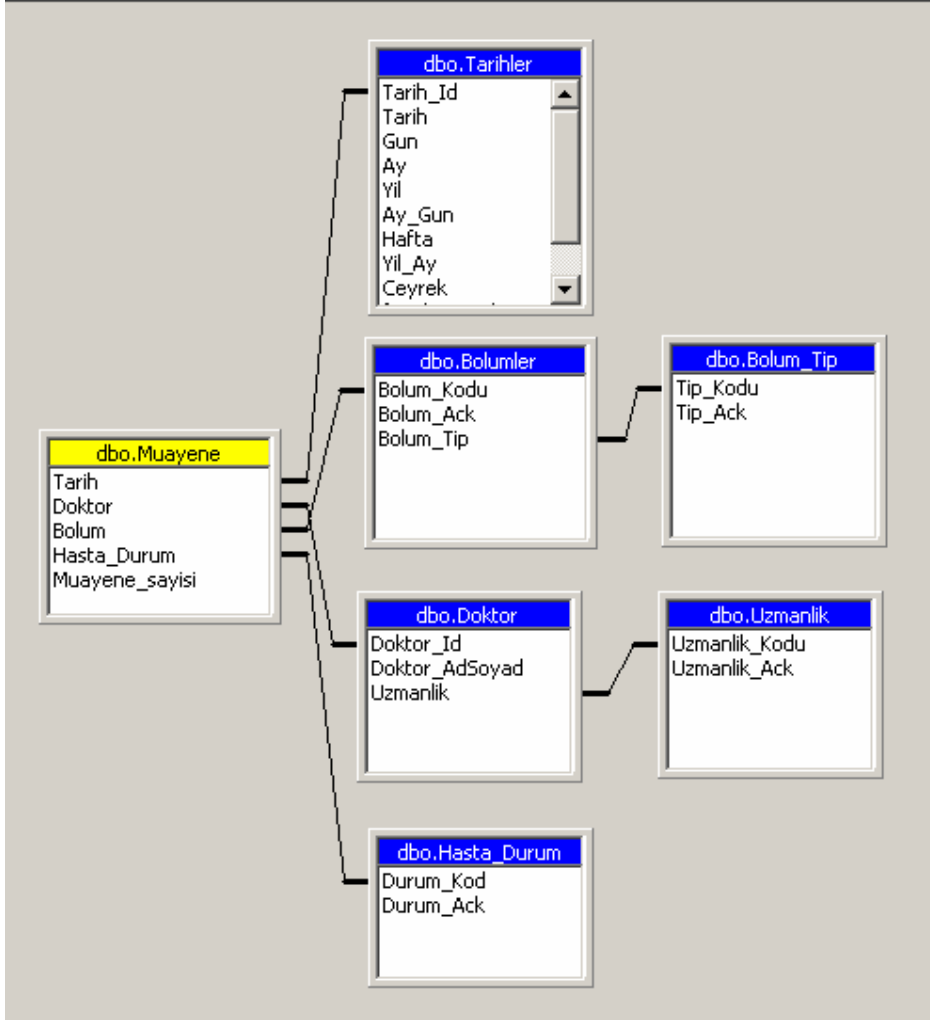 dbo.Tarihler
Tarih_Id
Tarih
Gun
Ay
Yil
Ay_Gun
Hafta
Yil_Ay
Ceyrek
dbo.Bolumler
Bolum_Kodu
Bolum_Ack
Bolum_Tip
dbo.Bolum_Tip
Tip_Kodu
Tip_Ack
dbo.Muayene
Tarih
Doktor
Bolum
Hasta_Durum
Muayene_sayisi
dbo.Doktor
Doktor_Id
Doktor_AdSoyad
Uzmanlik
dbo.Uzmanlik
Uzmanlik_Kodu
Uzmanlik_Ack
dbo.Hasta_Durum
Durum_Kod
Durum_Ack